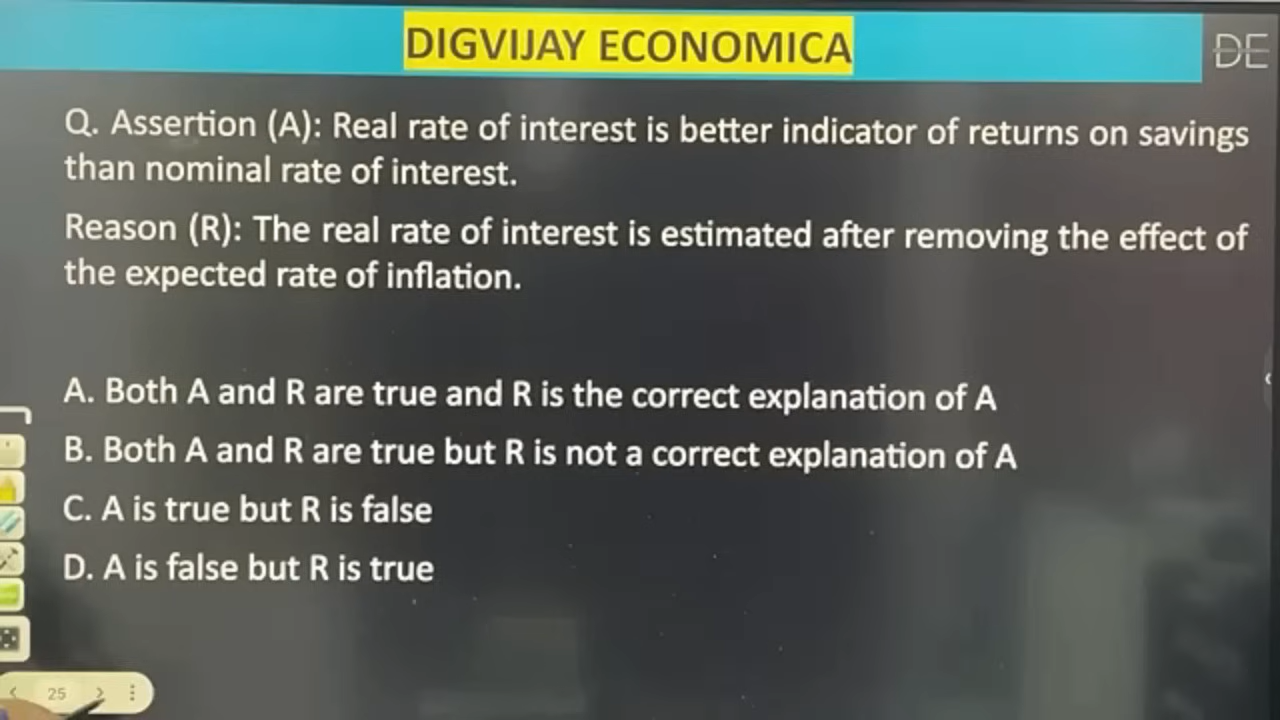 DIGVIJAY ECONOMICA
DE
Q. Assertion (A): Real rate of interest is better indicator of returns on savings
than nominal rate of interest.
Reason (R): The real rate of interest is estimated after removing the effect of
the expected rate of inflation.
A. Both A and R are true and R is the correct explanation of A
B. Both A and R are true but R is not a correct explanation of A
C. A is true but R is false
D. A is false but R is true
25